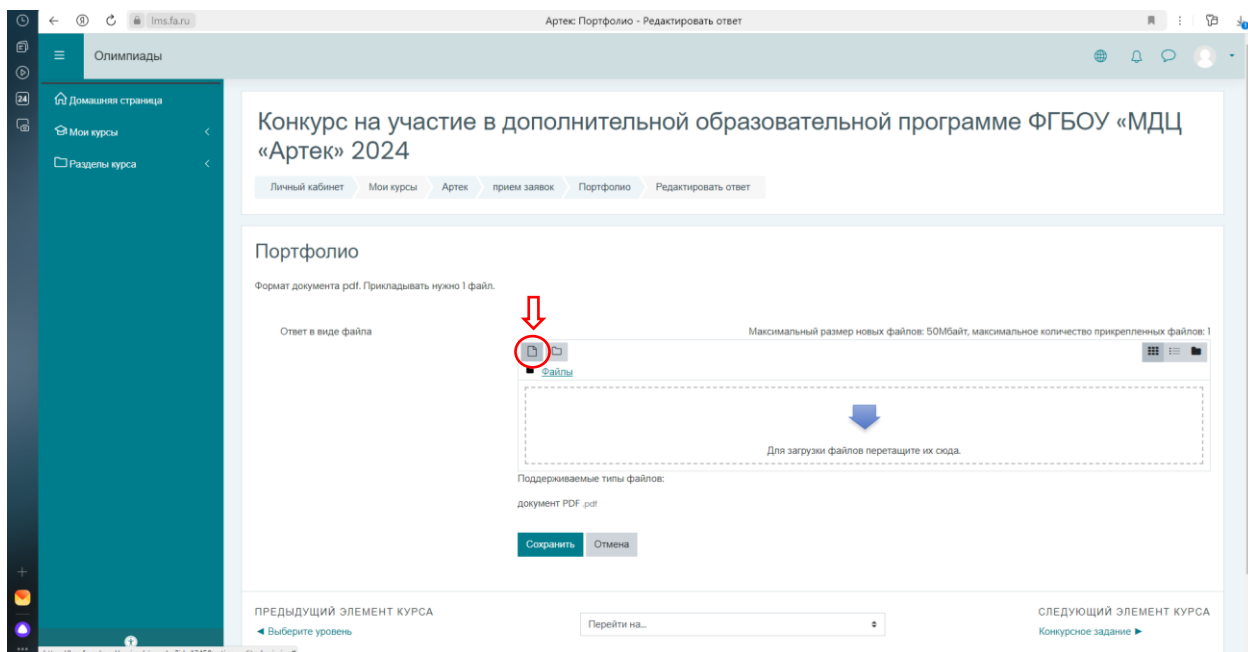 lms.fa.ru
Артек: Портфолио - Редактировать ответ
Олимпиады
24
Домашняя страница
Мои курсы
Разделы курса
Конкурс на участие в дополнительной образовательной программе ФГБОУ «МДЦ
«Артек» 2024
Личный кабинет Мои курсы Артек прием заявок Портфолио Редактировать ответ
Портфолио
Формат документа pdf. Прикладывать нужно 1 файл.
Ответ в виде файла
Максимальный размер новых файлов: 50Мбайт, максимальное количество прикрепленных файлов: 1
Файлы
Для загрузки файлов перетащите их сюда.
Поддерживаемые типы файлов:
документ PDF .pdf
Сохранить Отмена
ПРЕДЫДУЩИЙ ЭЛЕМЕНТ КУРСА
◄ Выберите уровень
Перейти на...
СЛЕДУЮЩИЙ ЭЛЕМЕНТ КУРСА
Конкурсное задание ►